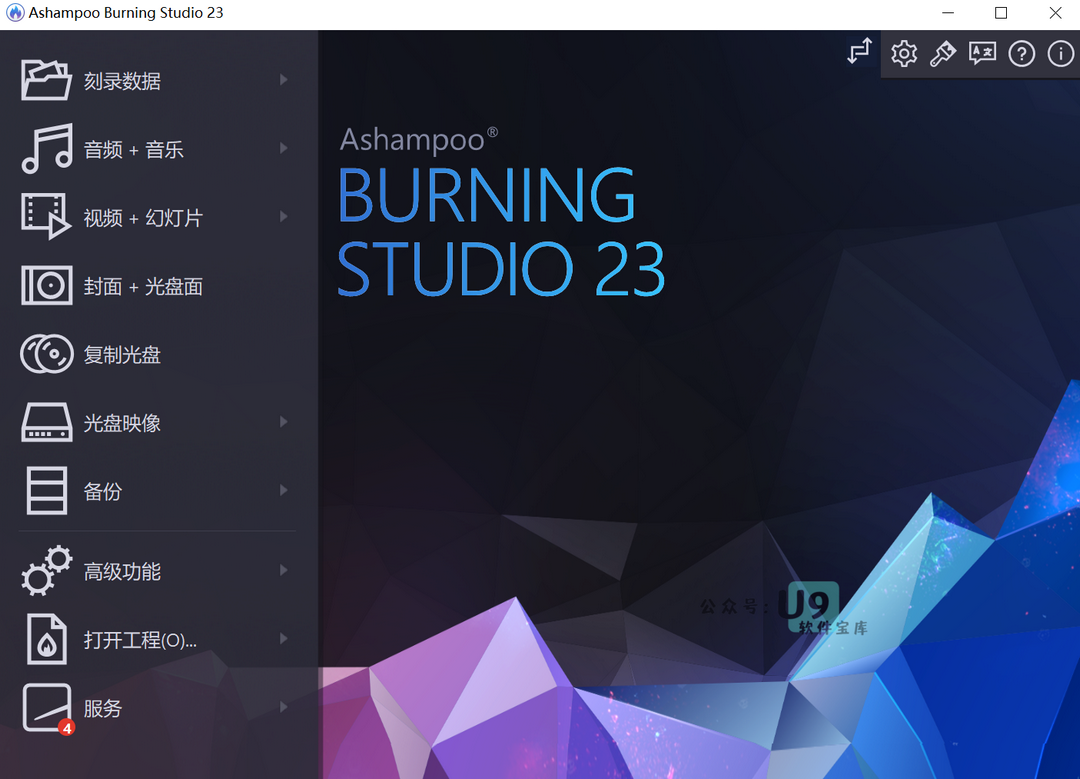 Ashampoo Burning Studio 23
刻录数据
音频 + 音乐
视频 + 幻灯片
封面 + 光盘面
复制光盘
光盘映像
备份
高级功能
打开工程(O)...
服务
4
Ashampoo®
BURNING
STUDIO 23
公众号：U9
软件宝库